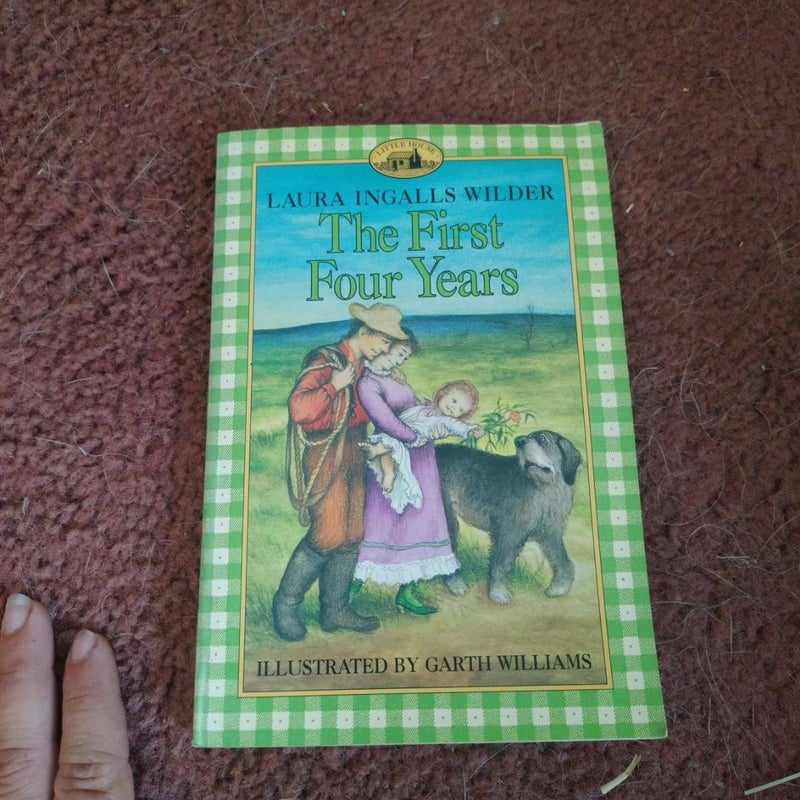 LITTLE HOUSE
LAURA INGALLS WILDER
The First
Four Years
ILLUSTRATED BY GARTH WILLIAMS